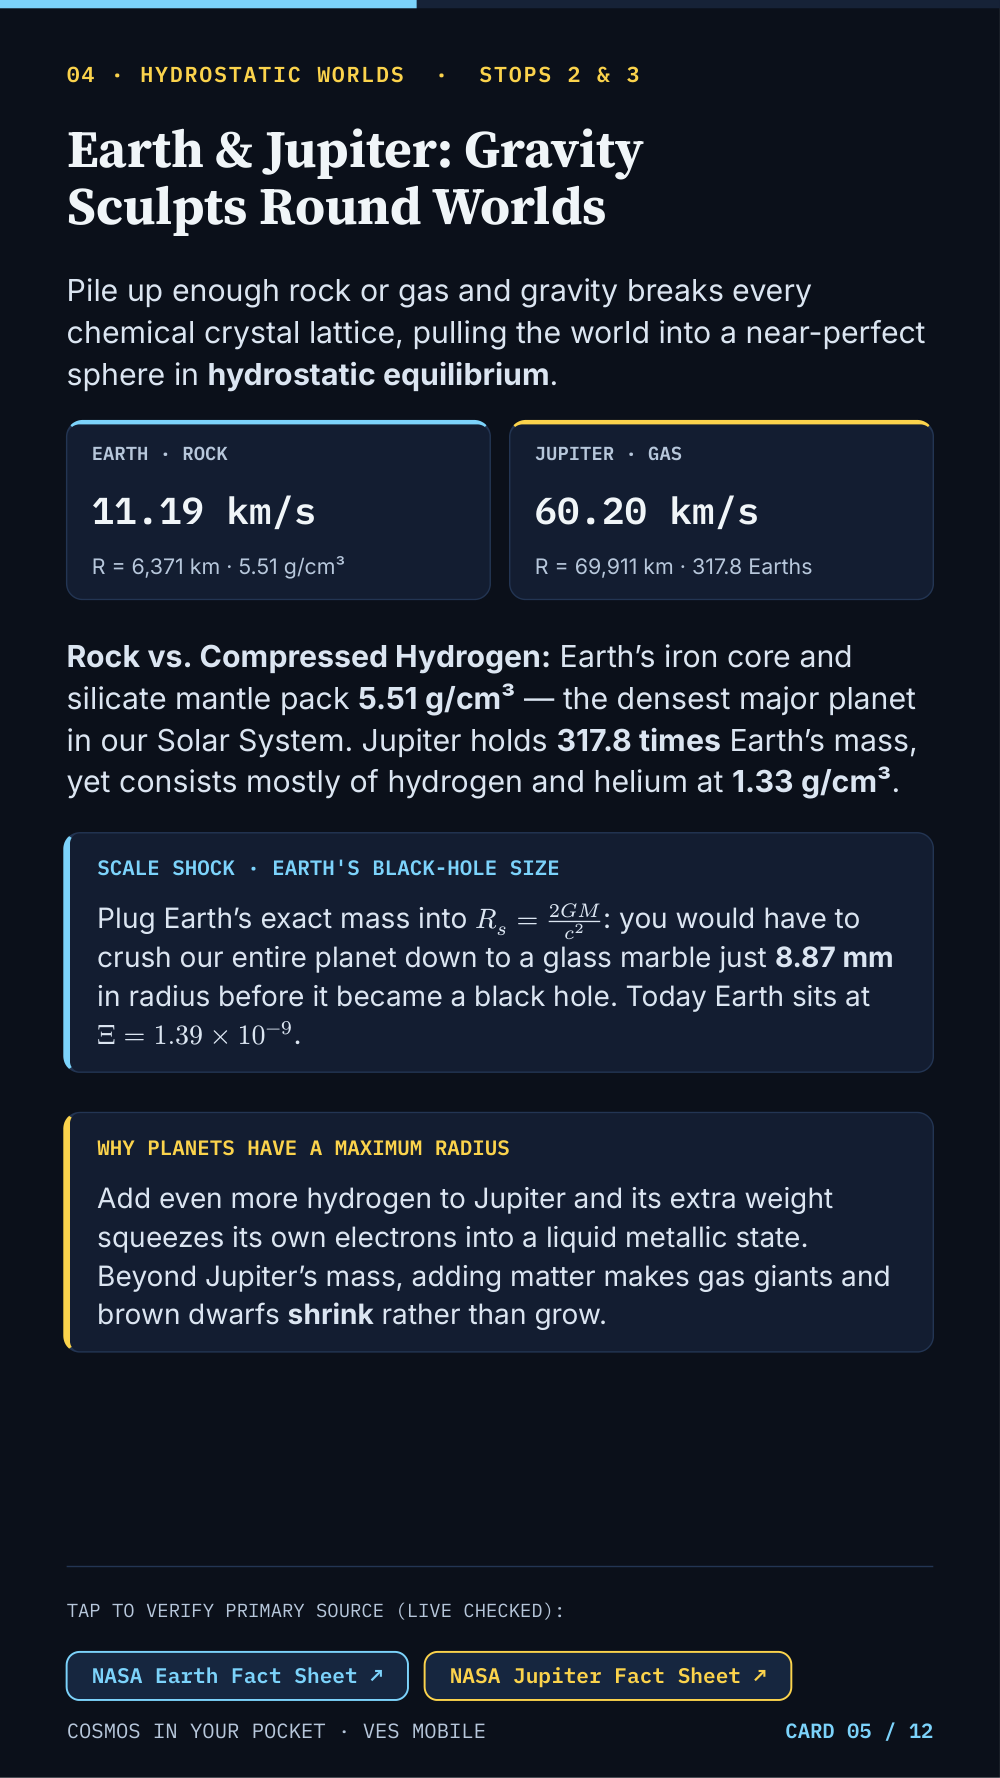 04 · HYDROSTATIC WORLDS · STOPS 2 & 3
Earth & Jupiter: Gravity
Sculpts Round Worlds
Pile up enough rock or gas and gravity breaks every
chemical crystal lattice, pulling the world into a near-perfect
sphere in hydrostatic equilibrium.
EARTH · ROCK
11.19 km/s
R = 6,371 km · 5.51 g/cm³
JUPITER · GAS
60.20 km/s
R = 69,911 km · 317.8 Earths
Rock vs. Compressed Hydrogen: Earth’s iron core and
silicate mantle pack 5.51 g/cm³ — the densest major planet
in our Solar System. Jupiter holds 317.8 times Earth’s mass,
yet consists mostly of hydrogen and helium at 1.33 g/cm³.
SCALE SHOCK · EARTH'S BLACK-HOLE SIZE
Plug Earth’s exact mass into R_s = 2GM/c²: you would have to
crush our entire planet down to a glass marble just 8.87 mm
in radius before it became a black hole. Today Earth sits at
Ξ = 1.39 × 10⁻⁹.
WHY PLANETS HAVE A MAXIMUM RADIUS
Add even more hydrogen to Jupiter and its extra weight
squeezes its own electrons into a liquid metallic state.
Beyond Jupiter’s mass, adding matter makes gas giants and
brown dwarfs shrink rather than grow.
TAP TO VERIFY PRIMARY SOURCE (LIVE CHECKED):
NASA Earth Fact Sheet ↗
NASA Jupiter Fact Sheet ↗
COSMOS IN YOUR POCKET · VES MOBILE
CARD 05 / 12